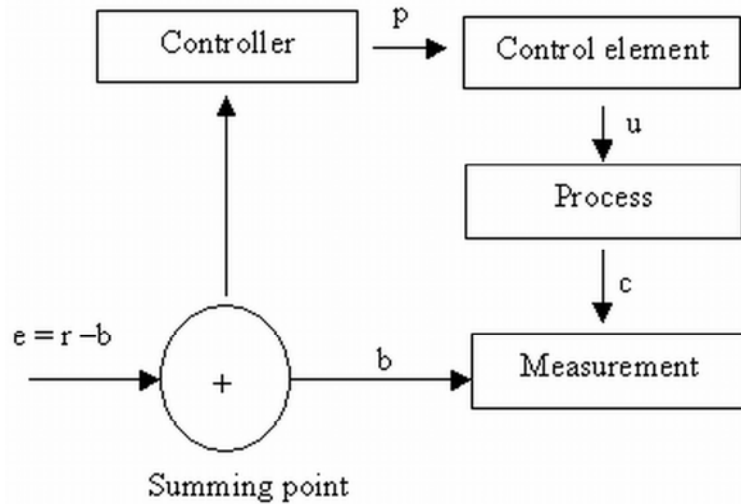 Controller
p
Control element
u
Process
c
e = r –b
+
b
Measurement
Summing point